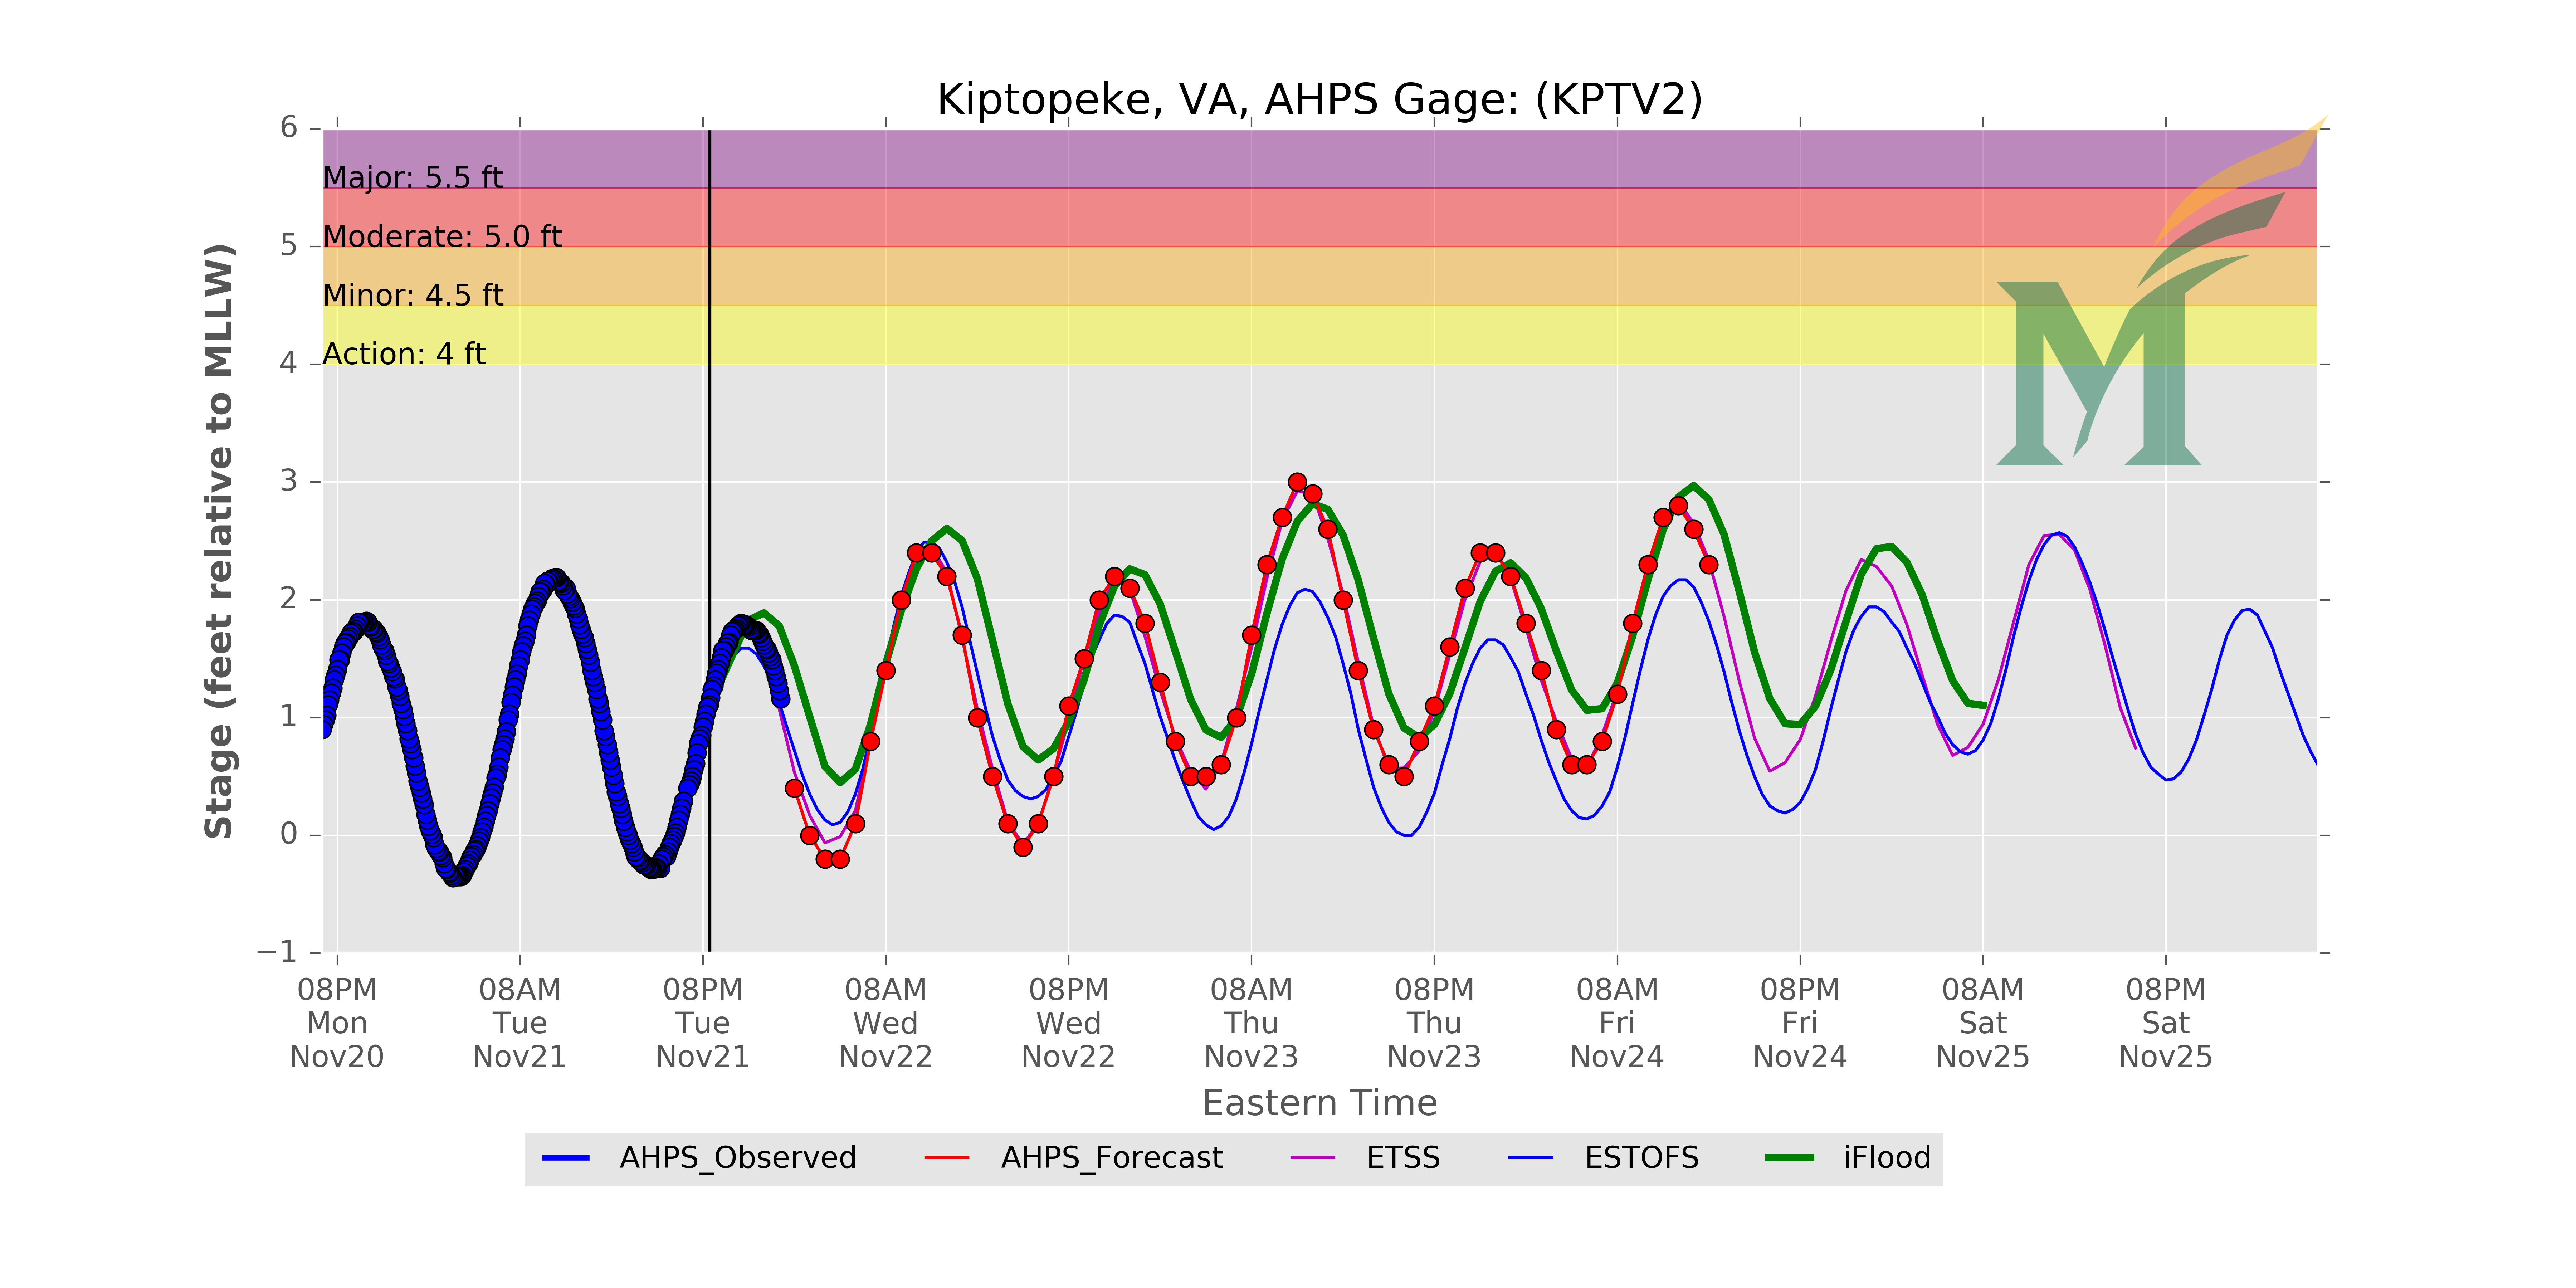 Kiptopeke, VA, AHPS Gage: (KPTV2)
Stage (feet relative to MLLW)
6
5
4
3
2
1
0
−1
Major: 5.5 ft
Moderate: 5.0 ft
Minor: 4.5 ft
Action: 4 ft
M
08PM 08AM 08PM 08AM 08PM 08AM 08PM 08AM 08PM 08AM 08PM
Mon Tue Tue Wed Wed Thu Thu Fri Fri Sat Sat
Nov20 Nov21 Nov21 Nov22 Nov22 Nov23 Nov23 Nov24 Nov24 Nov25 Nov25
Eastern Time
AHPS_Observed AHPS_Forecast ETSS ESTOFS iFlood